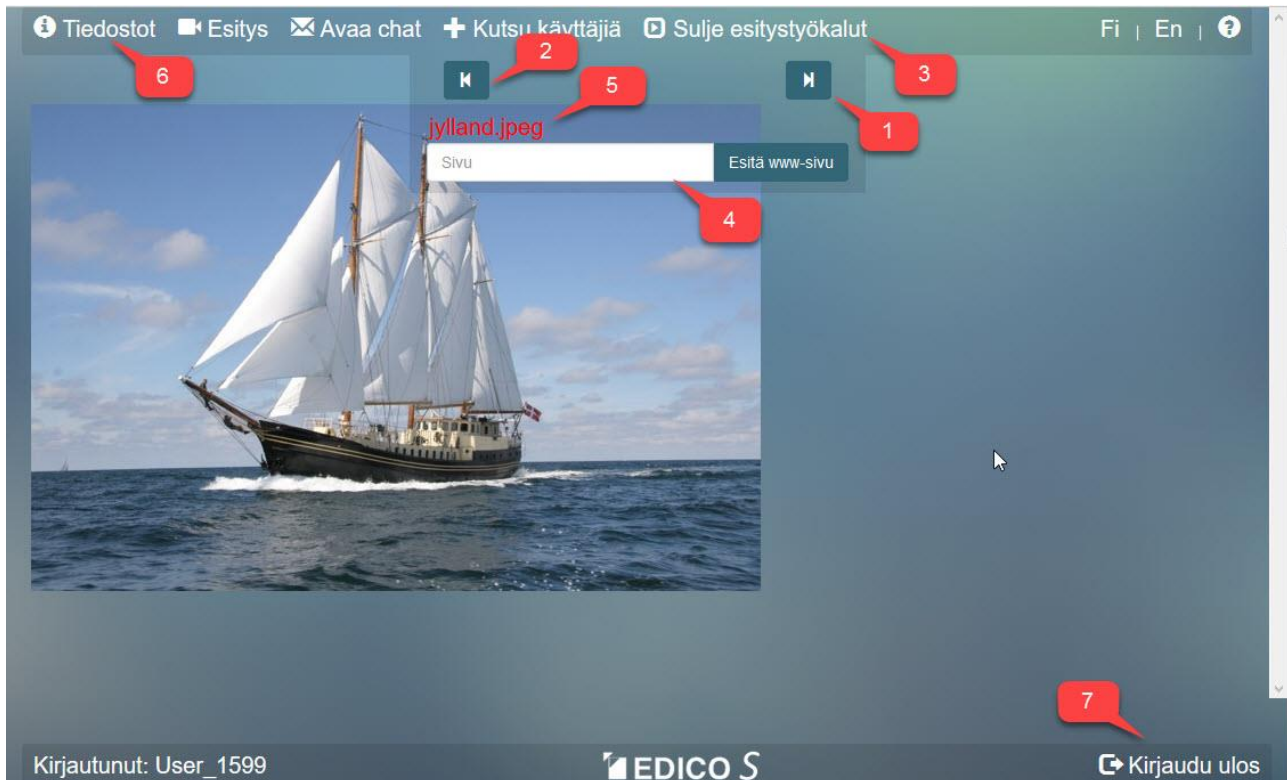 Tiedostot Esitys Avaa chat Kutsu käyttäjiä Sulje esitystyökalut Fi | En | ?
6
2
5
3
jylland.jpeg
1
Sivu Esitä www-sivu
4
7
Kirjautunut: User_1599 EDICO S Kirjaudu ulos